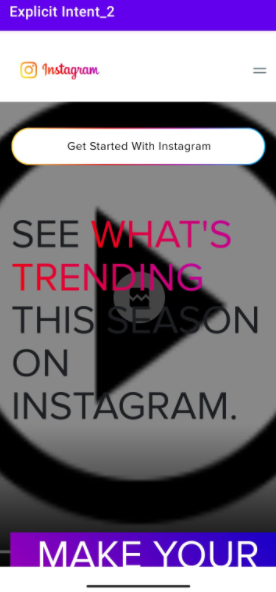 Explicit Intent_2
Instagram
Get Started With Instagram
SEE WHAT'S
TRENDING
THIS SEASON
ON
INSTAGRAM.
MAKE YOUR